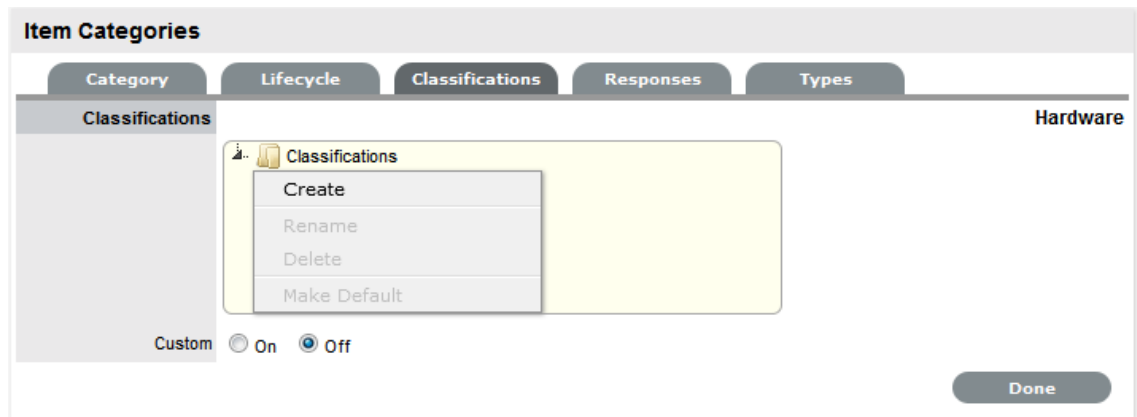 Item Categories
Category Lifecycle Classifications Responses Types
Classifications Hardware
Classifications
Create
Rename
Delete
Make Default
Custom On Off
Done